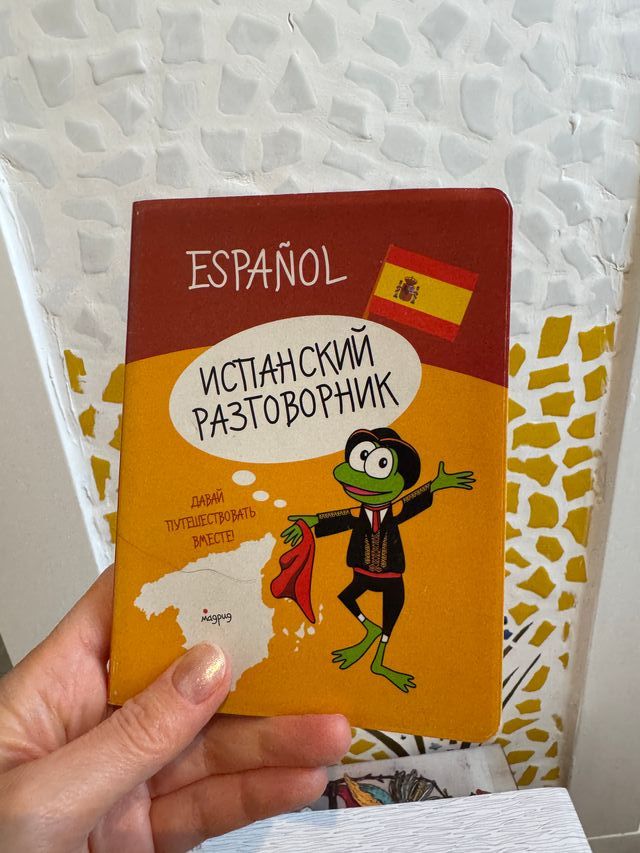 ESPAÑOL
ИСПАНСКИЙ
РАЗГОВОРНИК
ДАВАЙ
ПУТЕШЕСТВОВАТЬ
ВМЕСТЕ!
мадрид